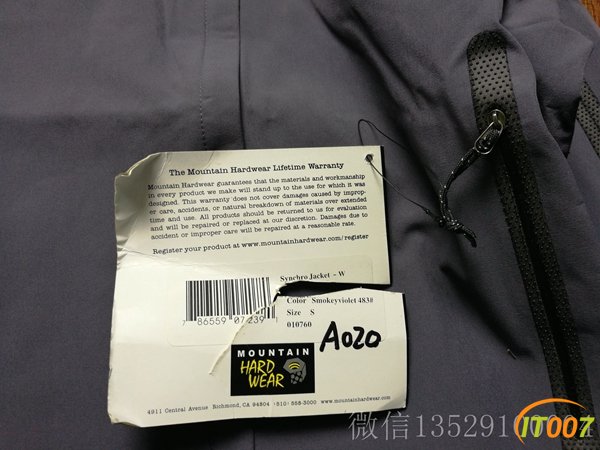 The Mountain Hardwear Lifetime Warranty
Mountain Hardwear guarantees that the materials and workmanship
in every product we make will stand up to the use for which it was
designed. This warranty does not cover damages caused by improp-
er care, accidents, or natural breakdown of materials over extended
time and use. All products should be returned to us for evaluation
and will be repaired or replaced at our discretion. Damages due to
accident or improper care will be repaired at a reasonable rate.
Register your product at www.mountainhardwear.com/register
Synchro Jacket - W
Color Smokeyviolet 483#
Size S
010760
7 86559 07239
A020
MOUNTAIN
HARD
WEAR
4911 Central Avenue Richmond, CA 94804 (510) 558-3000 www.mountainhardwear.com
微信135291
IT007